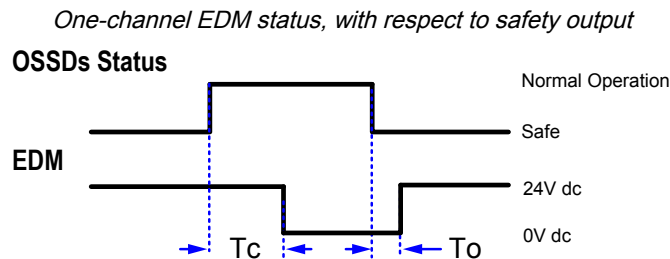 One-channel EDM status, with respect to safety output
OSSDs Status
Normal Operation
Safe
EDM
24V dc
0V dc
Tc
To